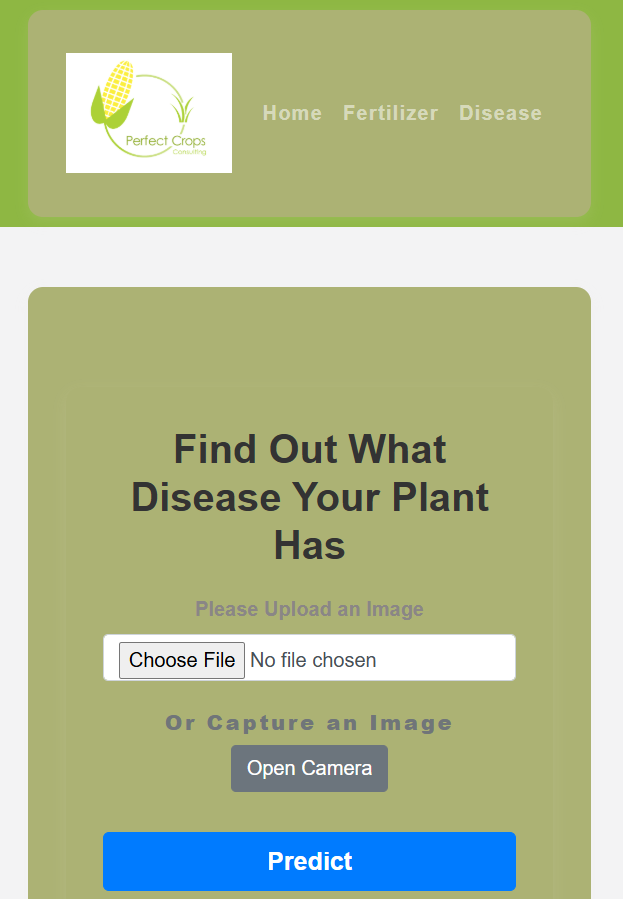 Perfect Crops
Consulting
Home Fertilizer Disease
Find Out What
Disease Your Plant
Has
Please Upload an Image
Choose File No file chosen
Or Capture an Image
Open Camera
Predict